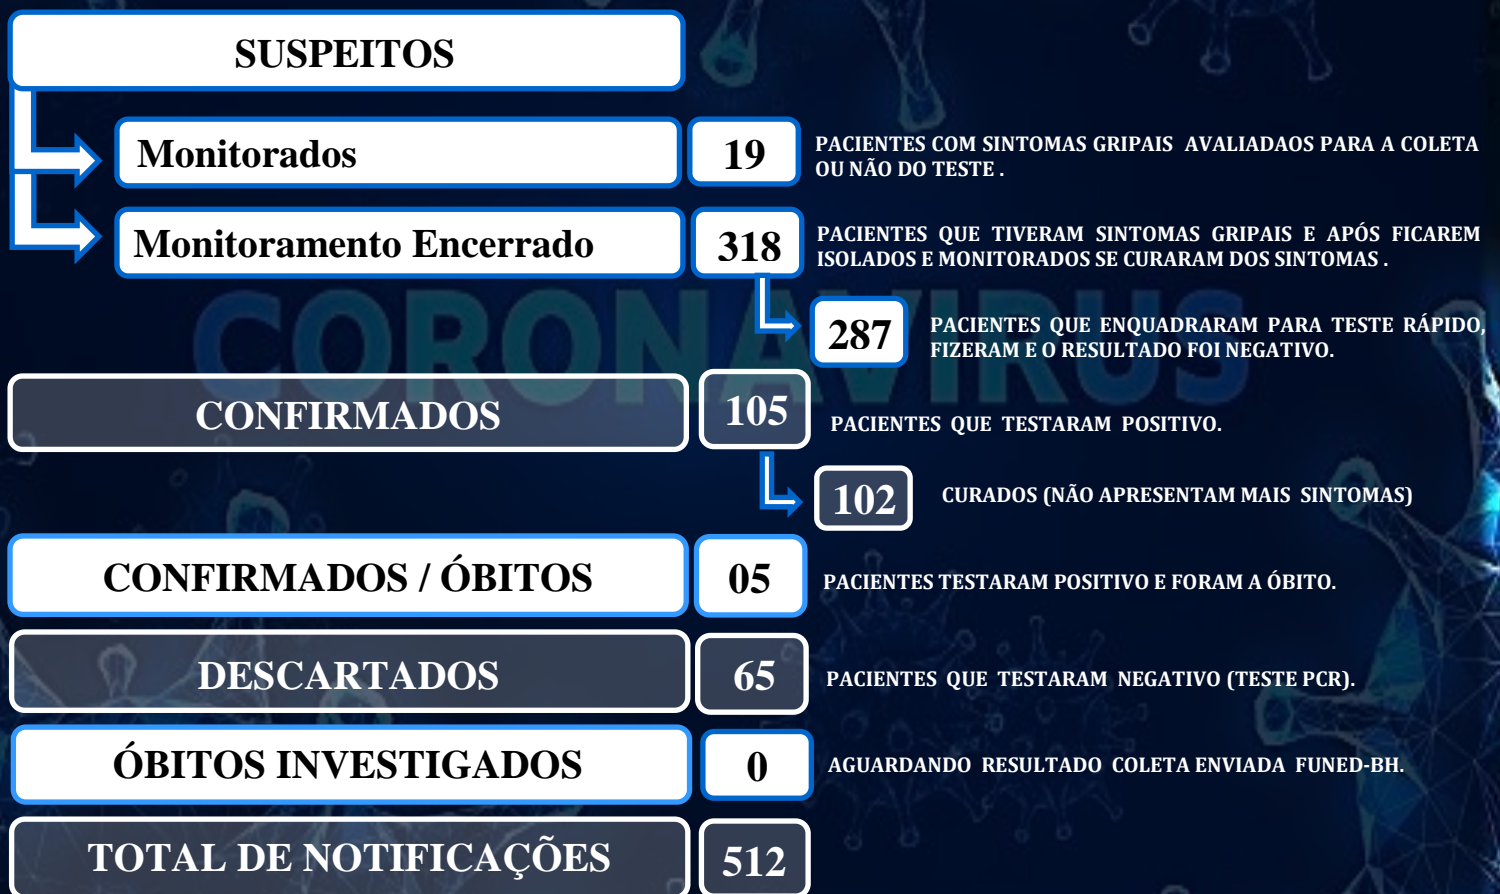 SUSPEITOS
Monitorados
19
PACIENTES COM SINTOMAS GRIPAIS AVALIADAOS PARA A COLETA
OU NÃO DO TESTE .
Monitoramento Encerrado
318
PACIENTES QUE TIVERAM SINTOMAS GRIPAIS E APÓS FICAREM
ISOLADOS E MONITORADOS SE CURARAM DOS SINTOMAS .
CORONAVIRUS
287
PACIENTES QUE ENQUADRARAM PARA TESTE RÁPIDO,
FIZERAM E O RESULTADO FOI NEGATIVO.
CONFIRMADOS
105
PACIENTES QUE TESTARAM POSITIVO.
102
CURADOS (NÃO APRESENTAM MAIS SINTOMAS)
CONFIRMADOS / ÓBITOS
05
PACIENTES TESTARAM POSITIVO E FORAM A ÓBITO.
DESCARTADOS
65
PACIENTES QUE TESTARAM NEGATIVO (TESTE PCR).
ÓBITOS INVESTIGADOS
0
AGUARDANDO RESULTADO COLETA ENVIADA FUNED-BH.
TOTAL DE NOTIFICAÇÕES
512